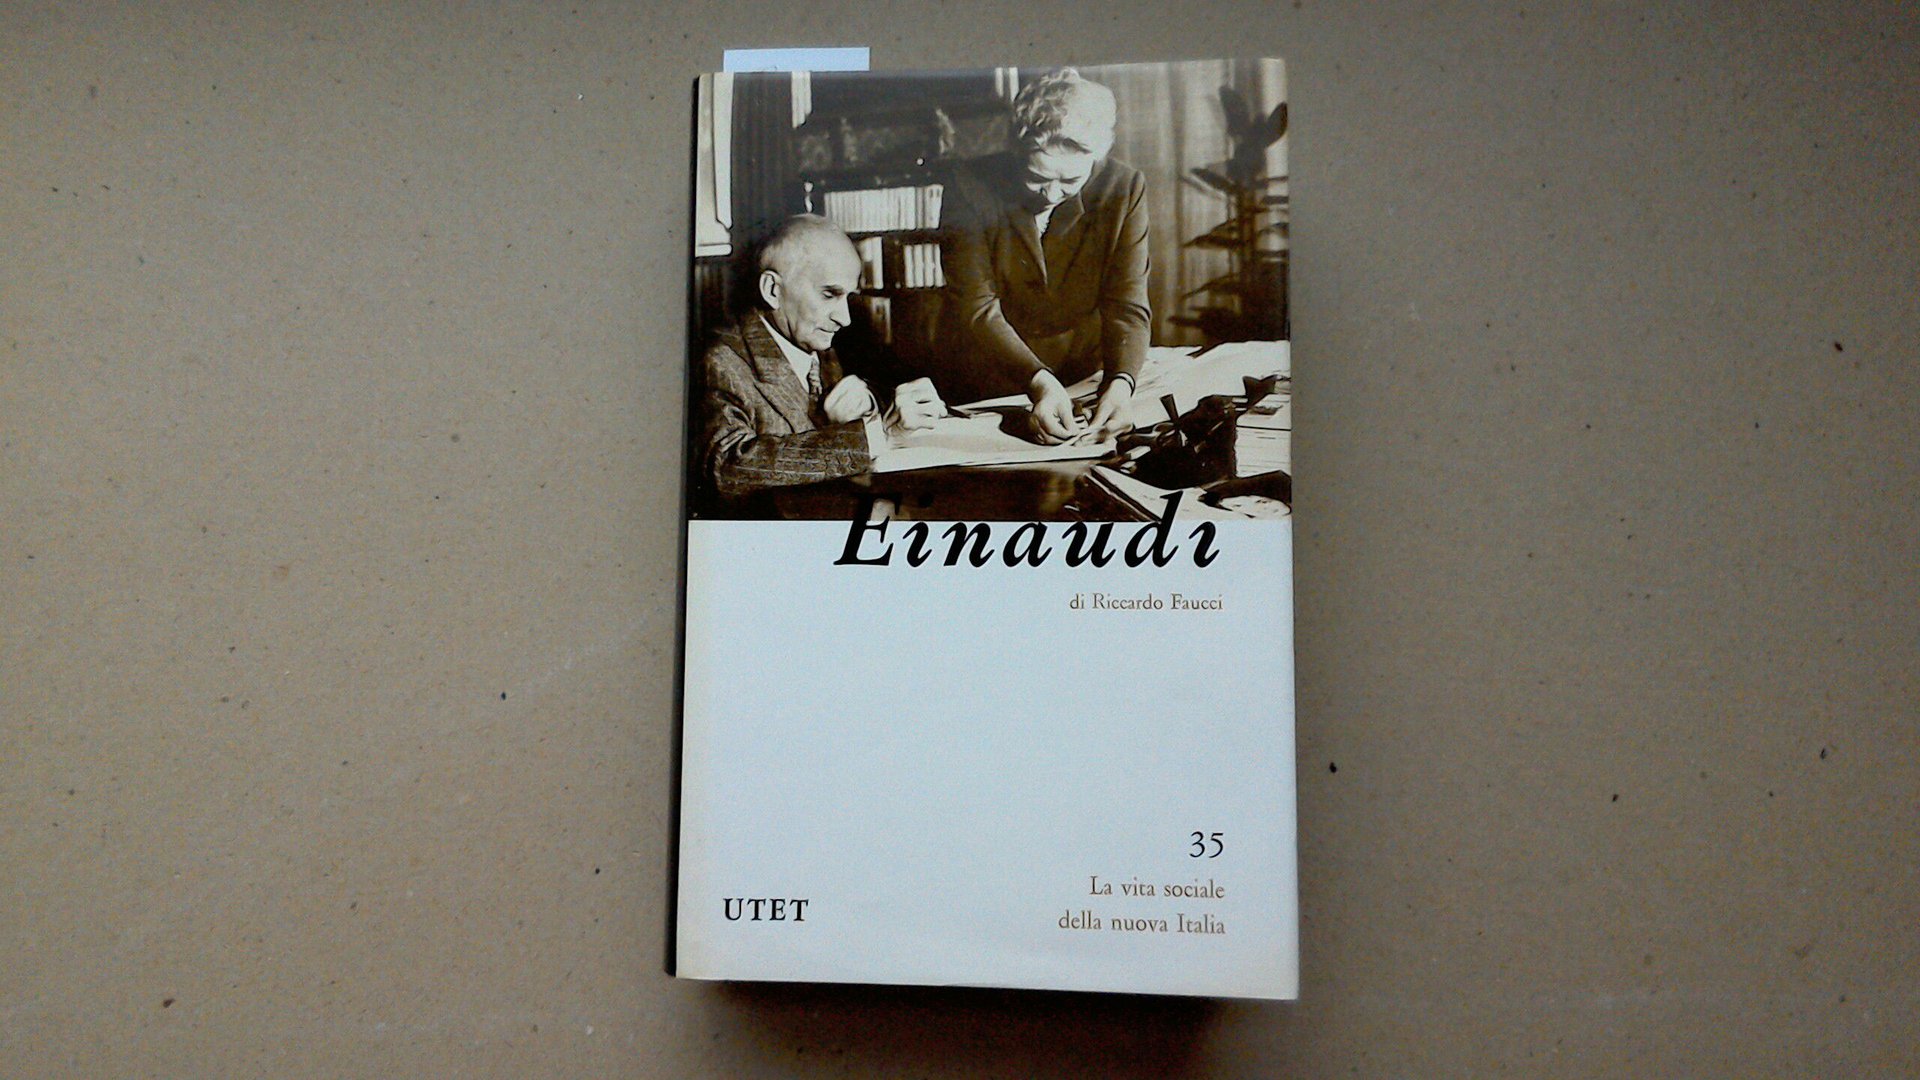 Einaudi
di Riccardo Faucci
35
La vita sociale
della nuova Italia
UTET